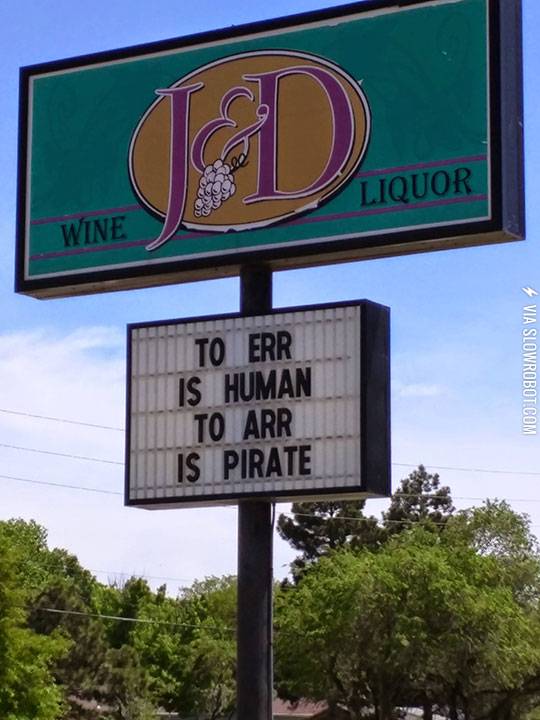 J&D
WINE LIQUOR
TO ERR
IS HUMAN
TO ARR
IS PIRATE
VIA SLOWROBOT.COM